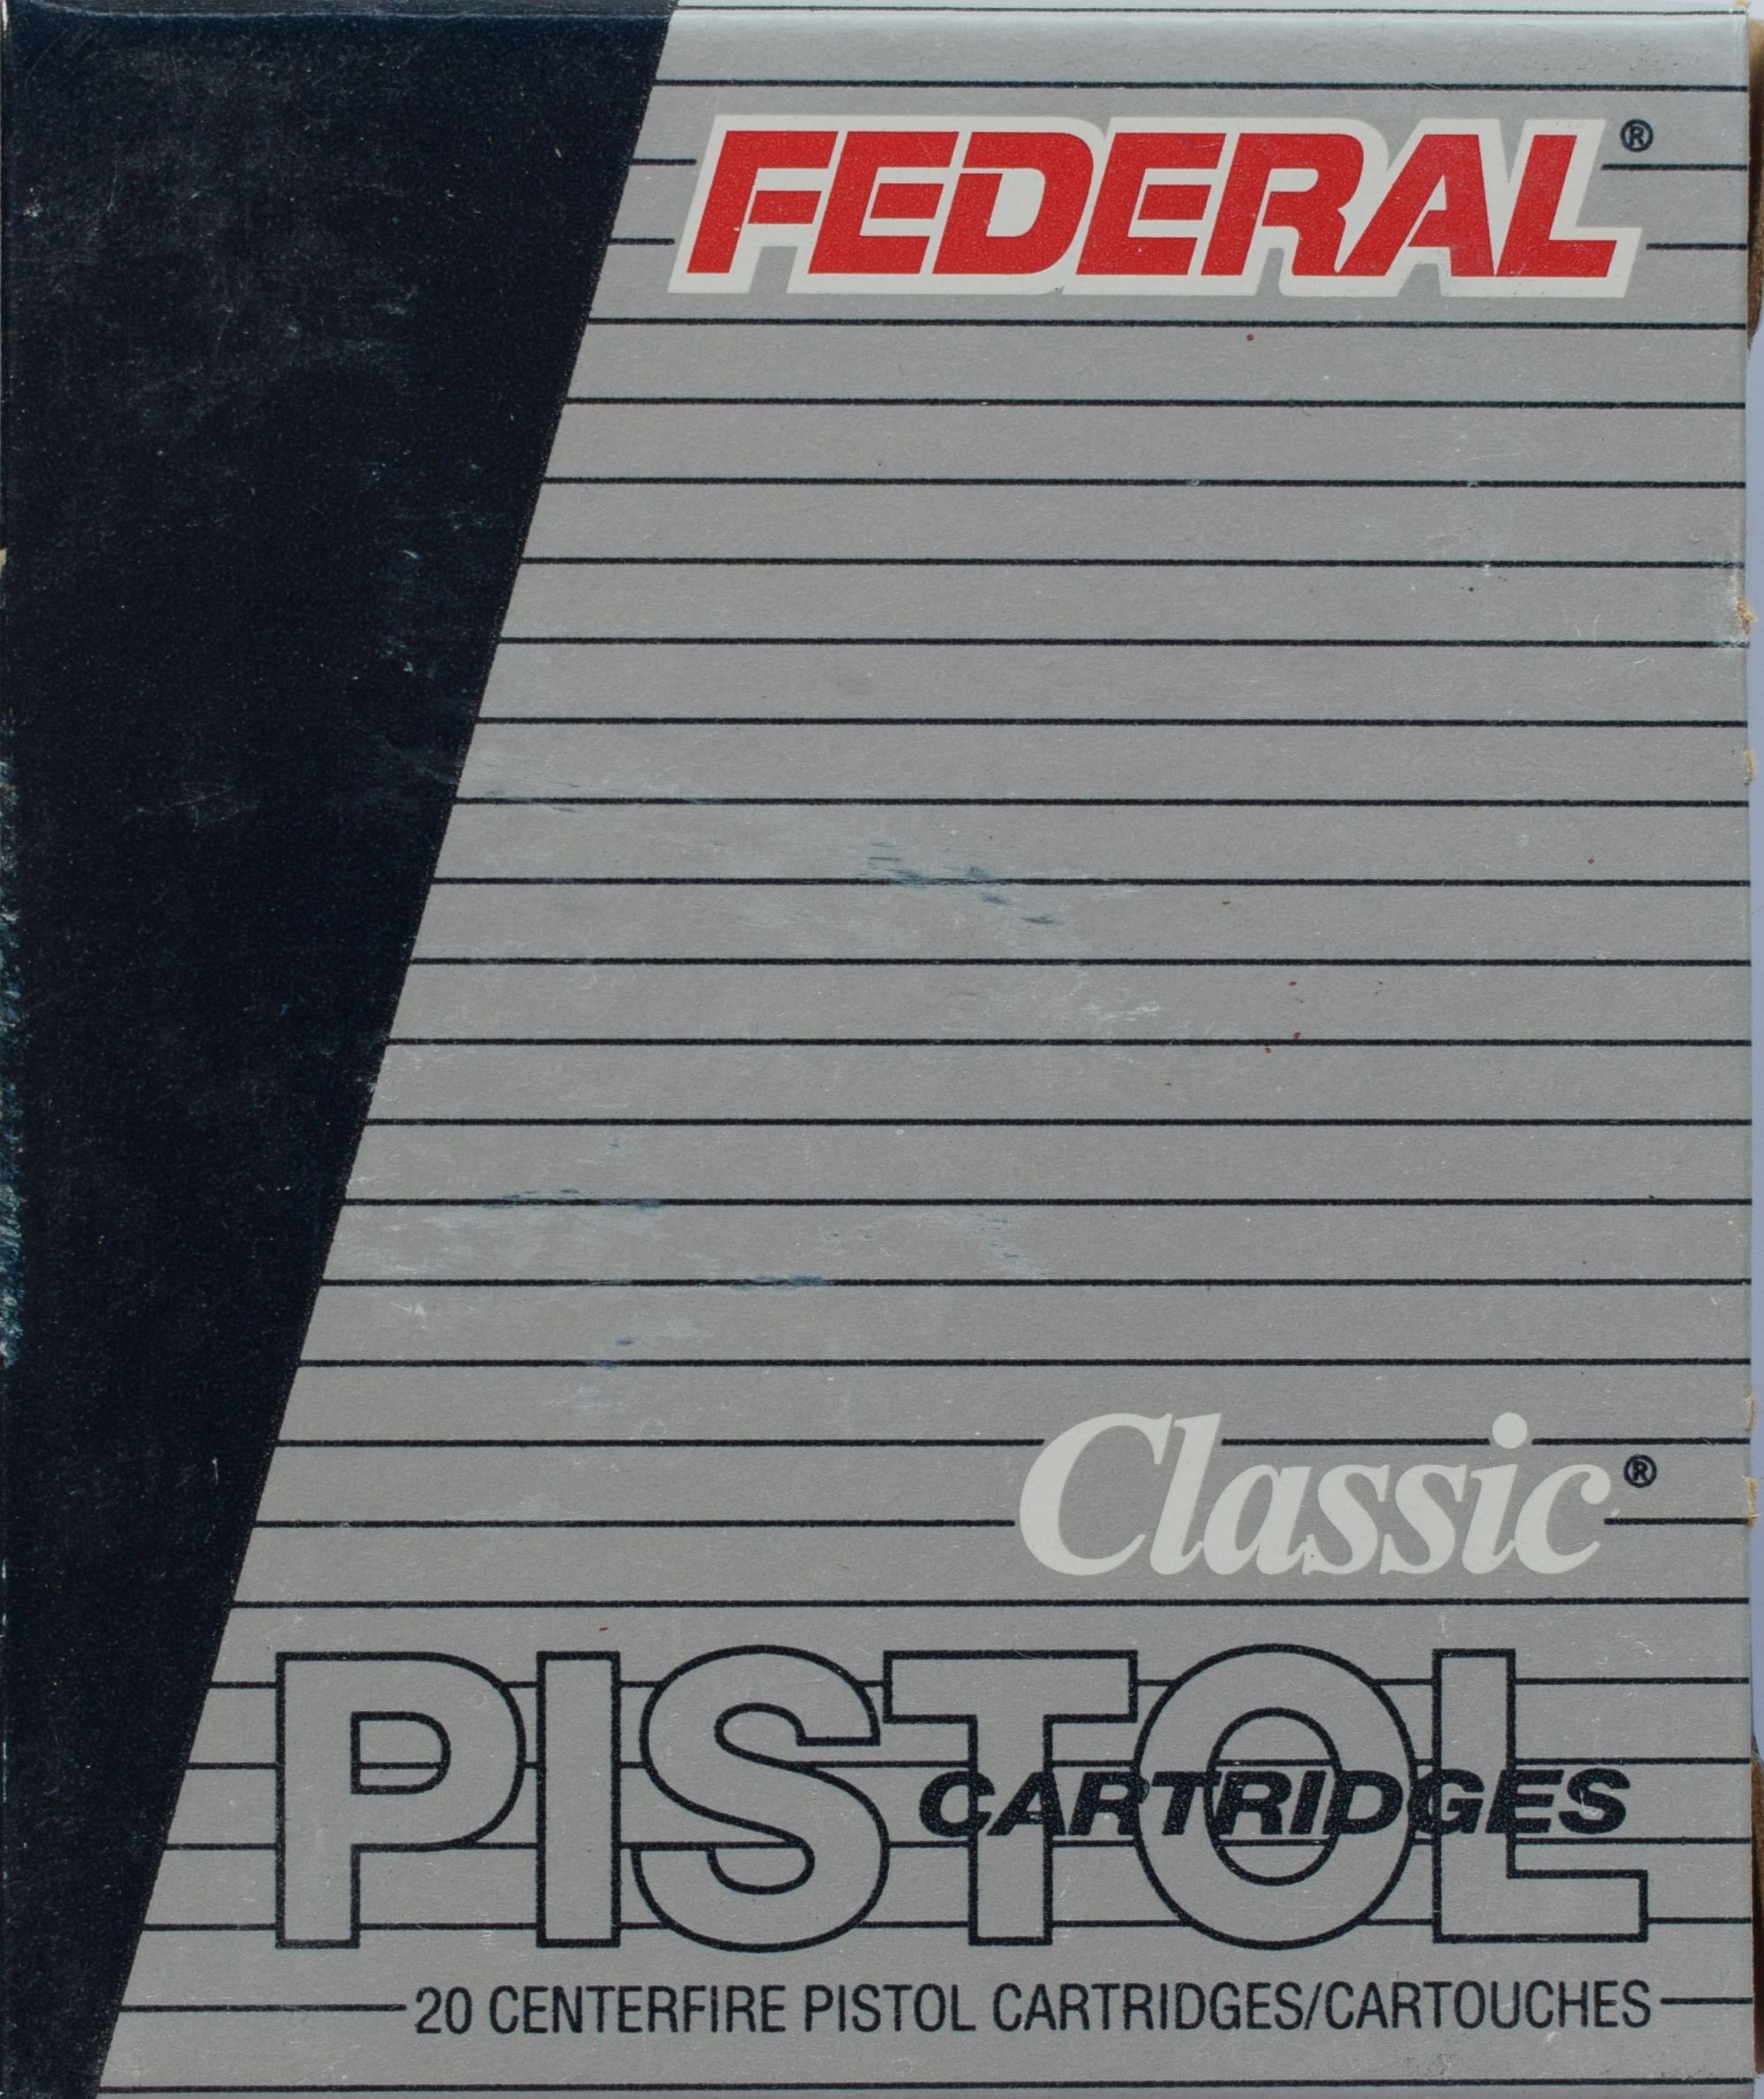 FEDERAL®
Classic®
PISTOL
CARTRIDGES
20 CENTERFIRE PISTOL CARTRIDGES/CARTOUCHES